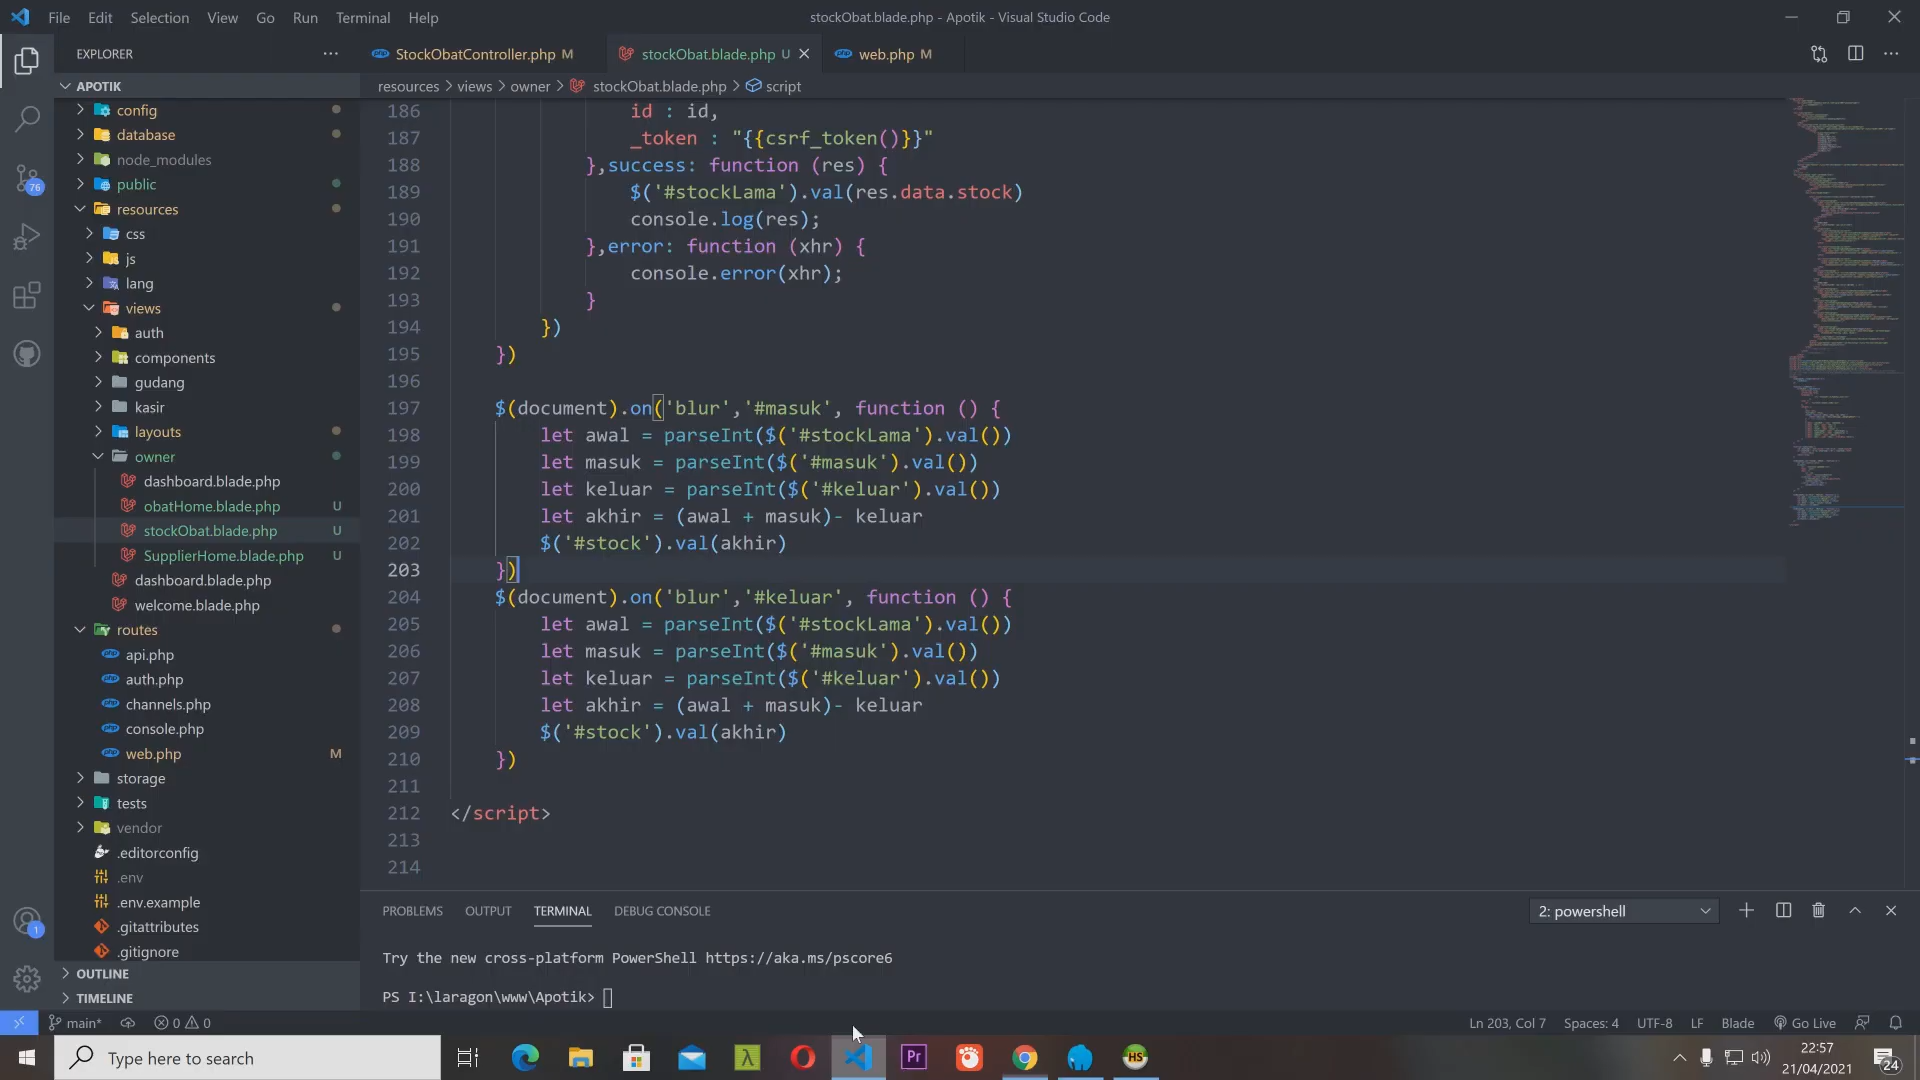 File Edit Selection View Go Run Terminal Help
stockObat.blade.php - Apotik - Visual Studio Code
EXPLORER
StockObatController.php M
stockObat.blade.php U
web.php M
APOTIK
resources > views > owner > stockObat.blade.php > script
config
database
node_modules
public
resources
css
js
lang
views
auth
components
gudang
kasir
layouts
owner
dashboard.blade.php
obatHome.blade.php U
stockObat.blade.php U
SupplierHome.blade.php U
dashboard.blade.php
welcome.blade.php
routes
api.php
auth.php
channels.php
console.php
web.php M
storage
tests
vendor
.editorconfig
.env
.env.example
.gitattributes
.gitignore
OUTLINE
TIMELINE
76
1
186 id : id,
187 _token : "{{csrf_token()}}"
188 },success: function (res) {
189 $('#stockLama').val(res.data.stock)
190 console.log(res);
191 },error: function (xhr) {
192 console.error(xhr);
193 }
194 })
195 })
196
197 $(document).on('blur','#masuk', function () {
198 let awal = parseInt($('#stockLama').val())
199 let masuk = parseInt($('#masuk').val())
200 let keluar = parseInt($('#keluar').val())
201 let akhir = (awal + masuk)- keluar
202 $('#stock').val(akhir)
203 })
204 $(document).on('blur','#keluar', function () {
205 let awal = parseInt($('#stockLama').val())
206 let masuk = parseInt($('#masuk').val())
207 let keluar = parseInt($('#keluar').val())
208 let akhir = (awal + masuk)- keluar
209 $('#stock').val(akhir)
210 })
211
212 </script>
213
214
PROBLEMS OUTPUT TERMINAL DEBUG CONSOLE
2: powershell
Try the new cross-platform PowerShell https://aka.ms/pscore6
PS I:\laragon\www\Apotik>
main* 0 0
Ln 203, Col 7 Spaces: 4 UTF-8 LF Blade Go Live
Type here to search
Pr
HS
22:57
21/04/2021
24